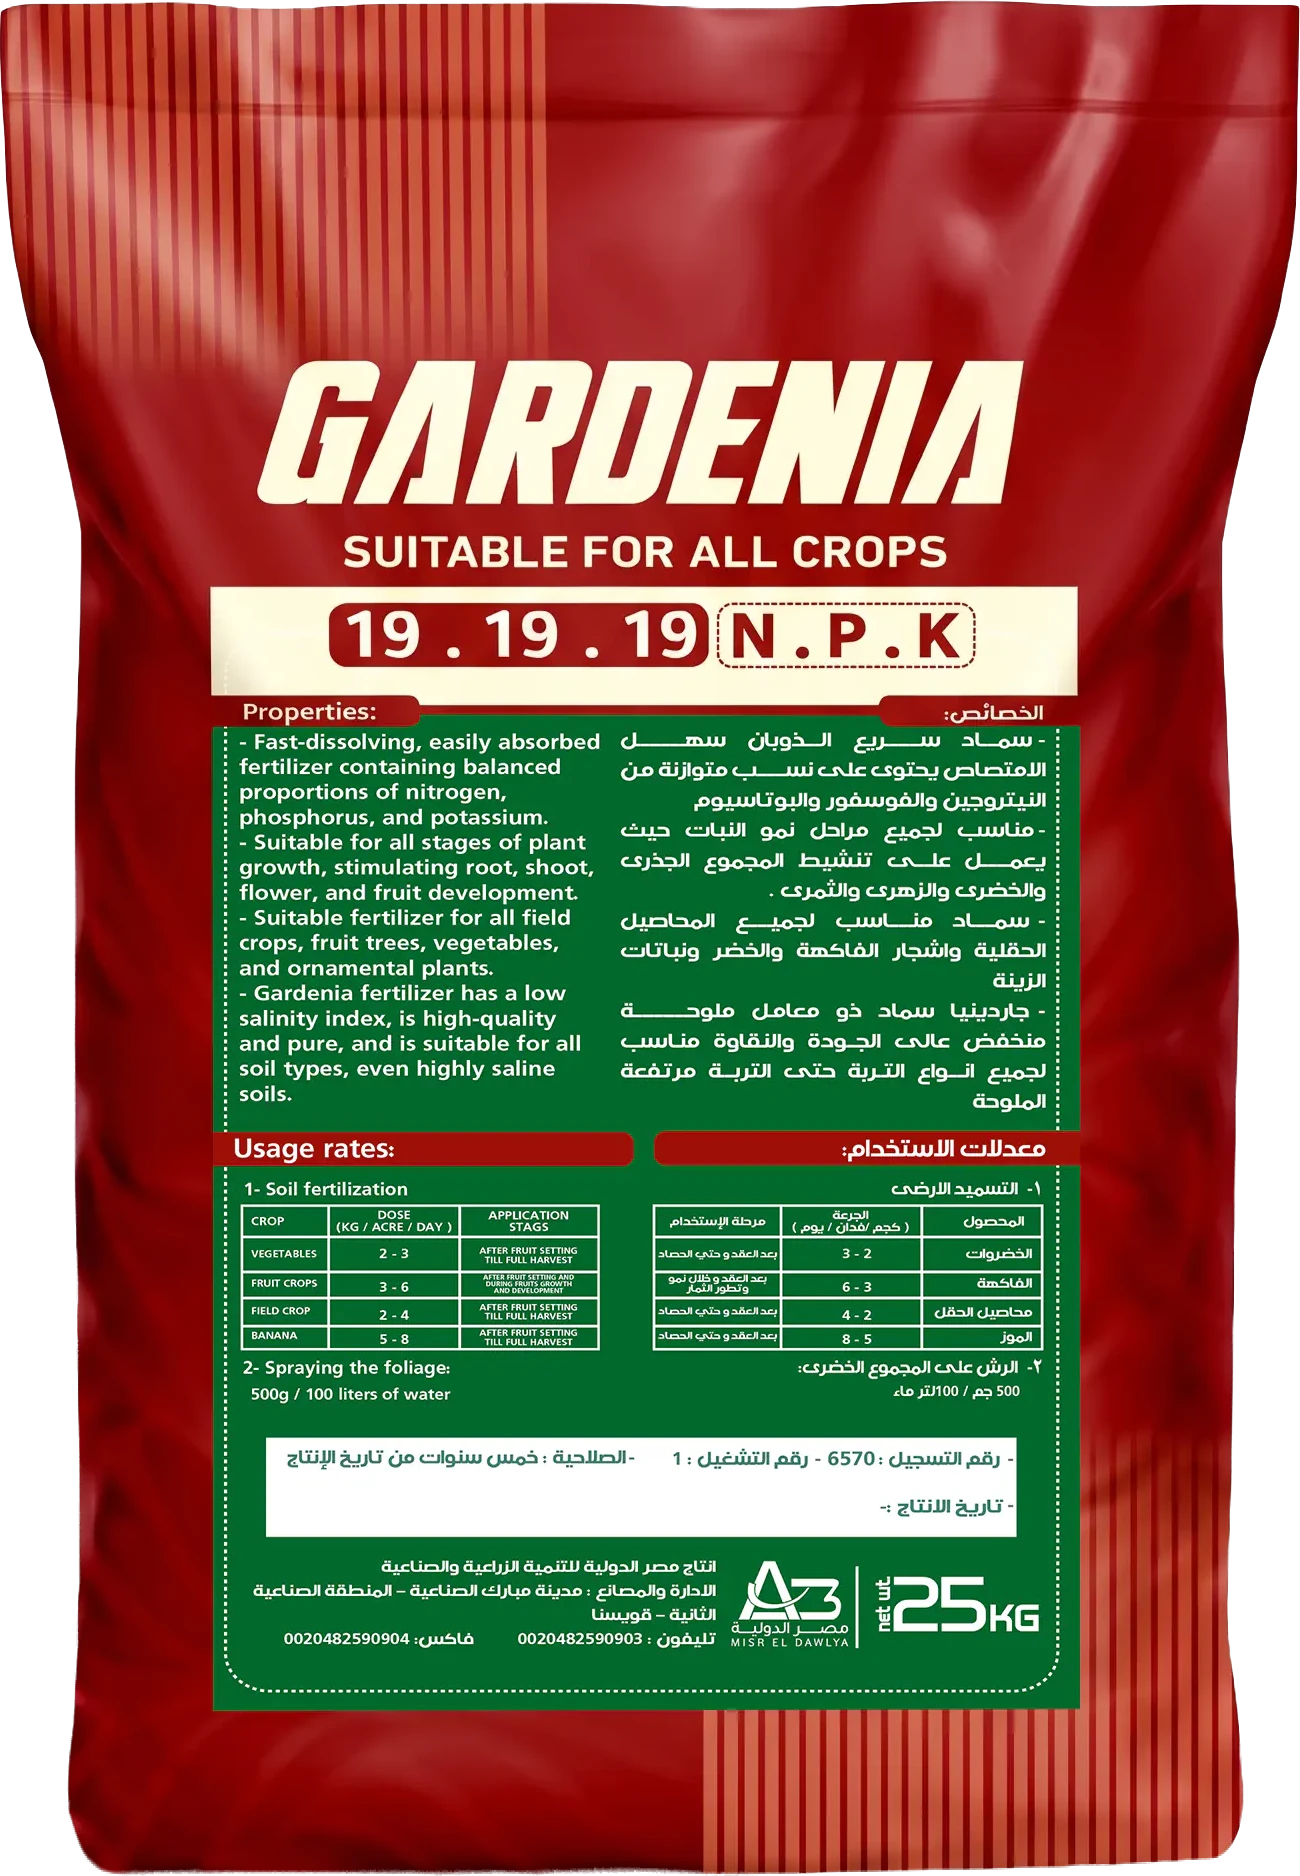 GARDENIA
SUITABLE FOR ALL CROPS
19 . 19 . 19 N . P . K
Properties:
- Fast-dissolving, easily absorbed
fertilizer containing balanced
proportions of nitrogen,
phosphorus, and potassium.
- Suitable for all stages of plant
growth, stimulating root, shoot,
flower, and fruit development.
- Suitable fertilizer for all field
crops, fruit trees, vegetables,
and ornamental plants.
- Gardenia fertilizer has a low
salinity index, is high-quality
and pure, and is suitable for all
soil types, even highly saline
soils.
الخصائص:
- سماد سريع الذوبان سهل
الامتصاص يحتوى على نسب متوازنة من
النيتروجين والفوسفور والبوتاسيوم
- مناسب لجميع مراحل نمو النبات حيث
يعمل على تنشيط المجموع الجذرى
والخضرى والزهرى والثمرى .
- سماد مناسب لجميع المحاصيل
الحقلية واشجار الفاكهة والخضر ونباتات
الزينة
- جاردينيا سماد ذو معامل ملوحة
منخفض عالى الجودة والنقاوة مناسب
لجميع انواع التربة حتى التربة مرتفعة
الملوحة
Usage rates:
1- Soil fertilization
CROP DOSE (KG / ACRE / DAY ) APPLICATION STAGS
VEGETABLES 2 - 3 AFTER FRUIT SETTING TILL FULL HARVEST
FRUIT CROPS 3 - 6 AFTER FRUIT SETTING AND DURING FRUITS GROWTH AND DEVELOPMENT
FIELD CROP 2 - 4 AFTER FRUIT SETTING TILL FULL HARVEST
BANANA 5 - 8 AFTER FRUIT SETTING TILL FULL HARVEST
2- Spraying the foliage:
500g / 100 liters of water
معدلات الاستخدام:
١- التسميد الارضى
المحصول الجرعة ( كجم /فدان / يوم ) مرحلة الإستخدام
الخضروات 2 - 3 بعد العقد و حتي الحصاد
الفاكهة 3 - 6 بعد العقد و خلال نمو وتطور الثمار
محاصيل الحقل 2 - 4 بعد العقد و حتي الحصاد
الموز 5 - 8 بعد العقد و حتي الحصاد
٢- الرش على المجموع الخضرى:
500 جم / 100لتر ماء
- رقم التسجيل : 6570 - رقم التشغيل : 1 -الصلاحية : خمس سنوات من تاريخ الإنتاج
- تاريخ الانتاج :-
انتاج مصر الدولية للتنمية الزراعية والصناعية
الادارة والمصانع : مدينة مبارك الصناعية – المنطقة الصناعية
الثانية – قويسنا
تليفون : 0020482590903 فاكس: 0020482590904
A3
مصر الدولية
MISR EL DAWLYA
net wt 25KG